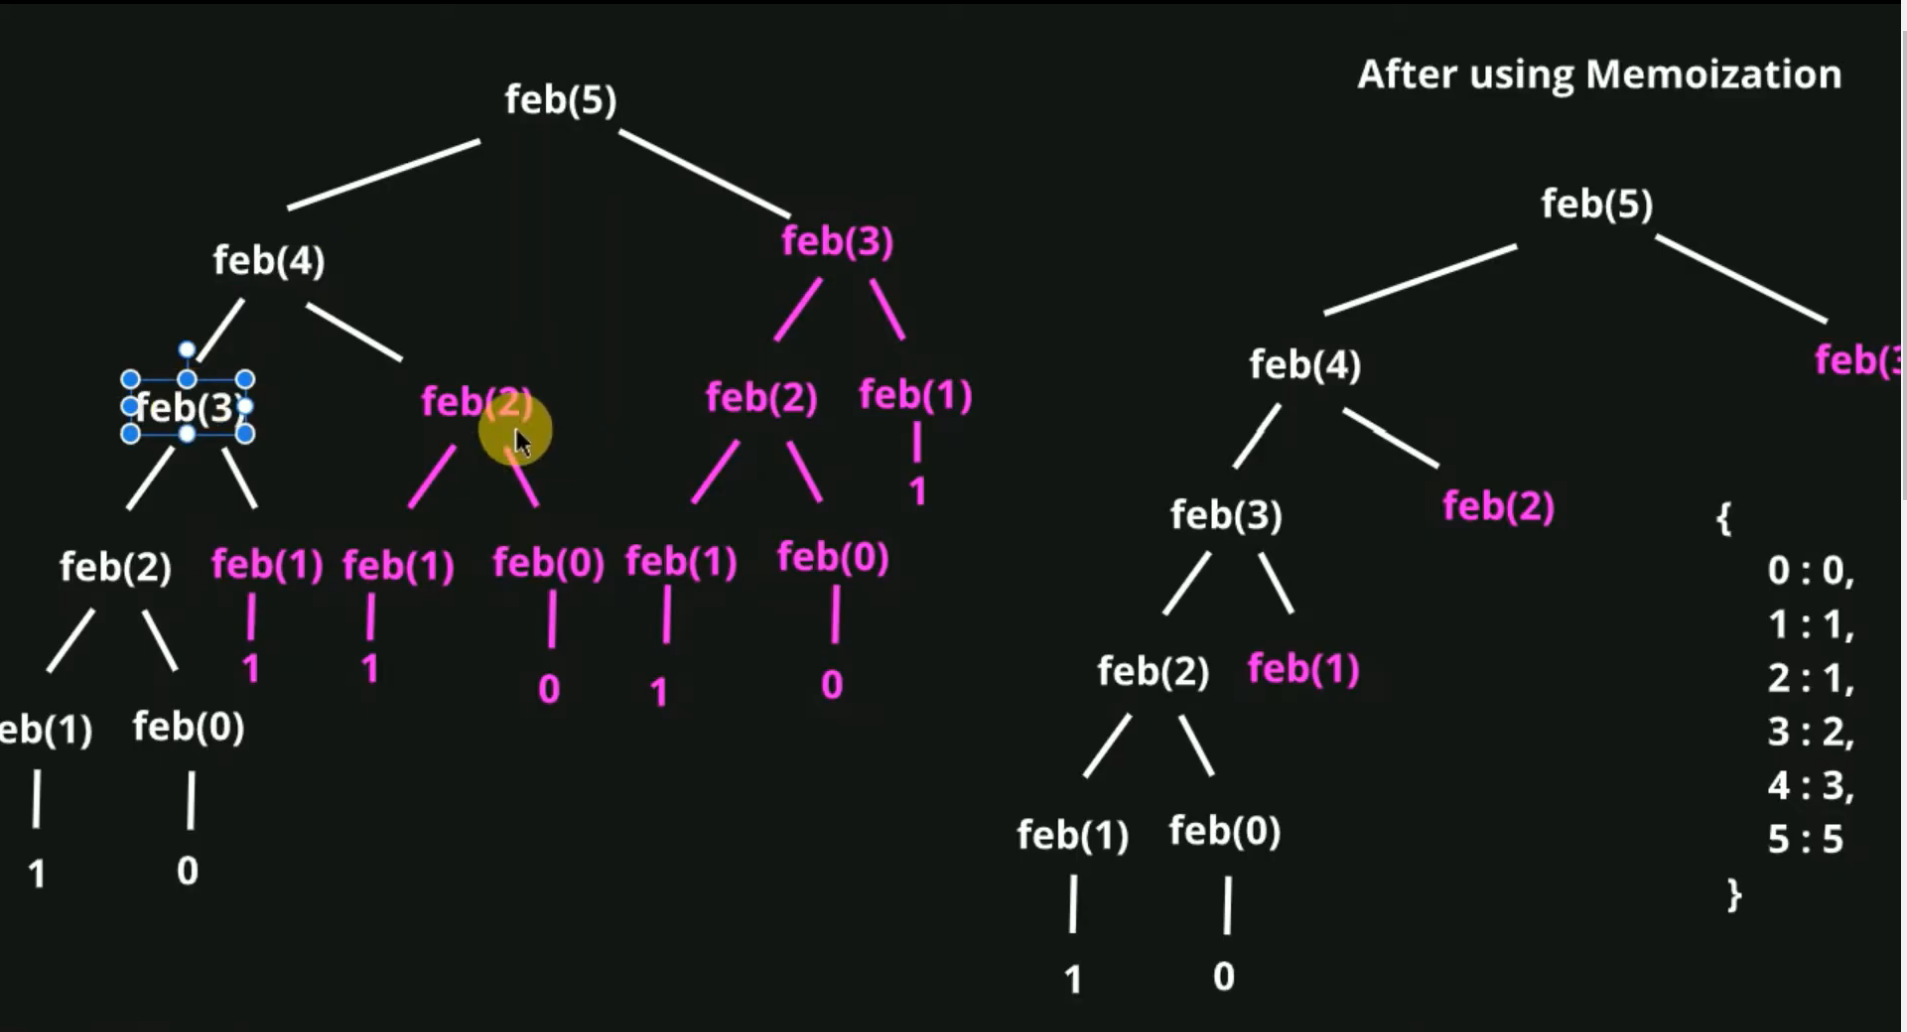 After using Memoization
feb(5)
feb(4)
feb(3)
feb(3)
feb(2)
feb(2)
feb(1)
1
feb(2)
feb(1)
feb(1)
feb(0)
feb(1)
feb(0)
1
1
0
1
0
eb(1)
feb(0)
1
0
feb(5)
feb(4)
feb(3
feb(3)
feb(2)
feb(2)
feb(1)
feb(1)
feb(0)
1
0
{
0 : 0,
1 : 1,
2 : 1,
3 : 2,
4 : 3,
5 : 5
}